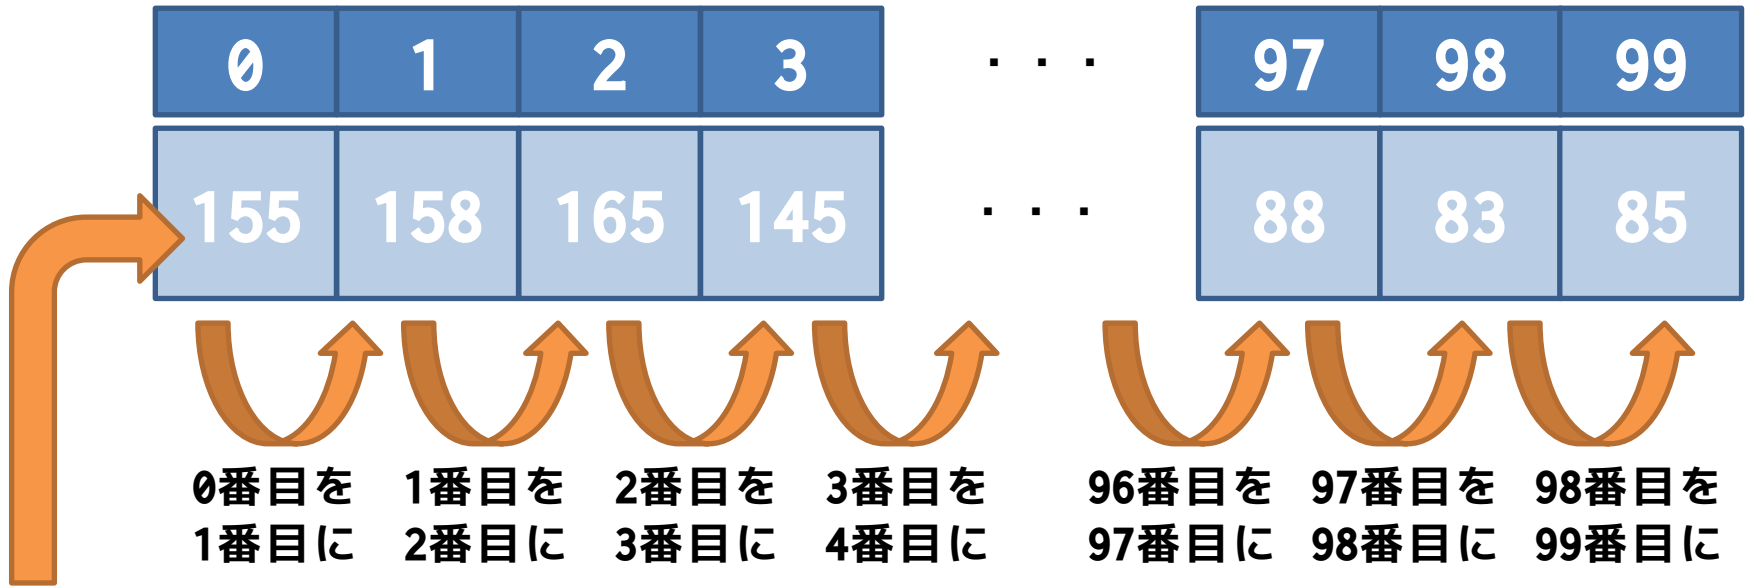 0 1 2 3 ・・・ 97 98 99
155 158 165 145 ・・・ 88 83 85
0番目を 1番目を 2番目を 3番目を 96番目を 97番目を 98番目を
1番目に 2番目に 3番目に 4番目に 97番目に 98番目に 99番目に